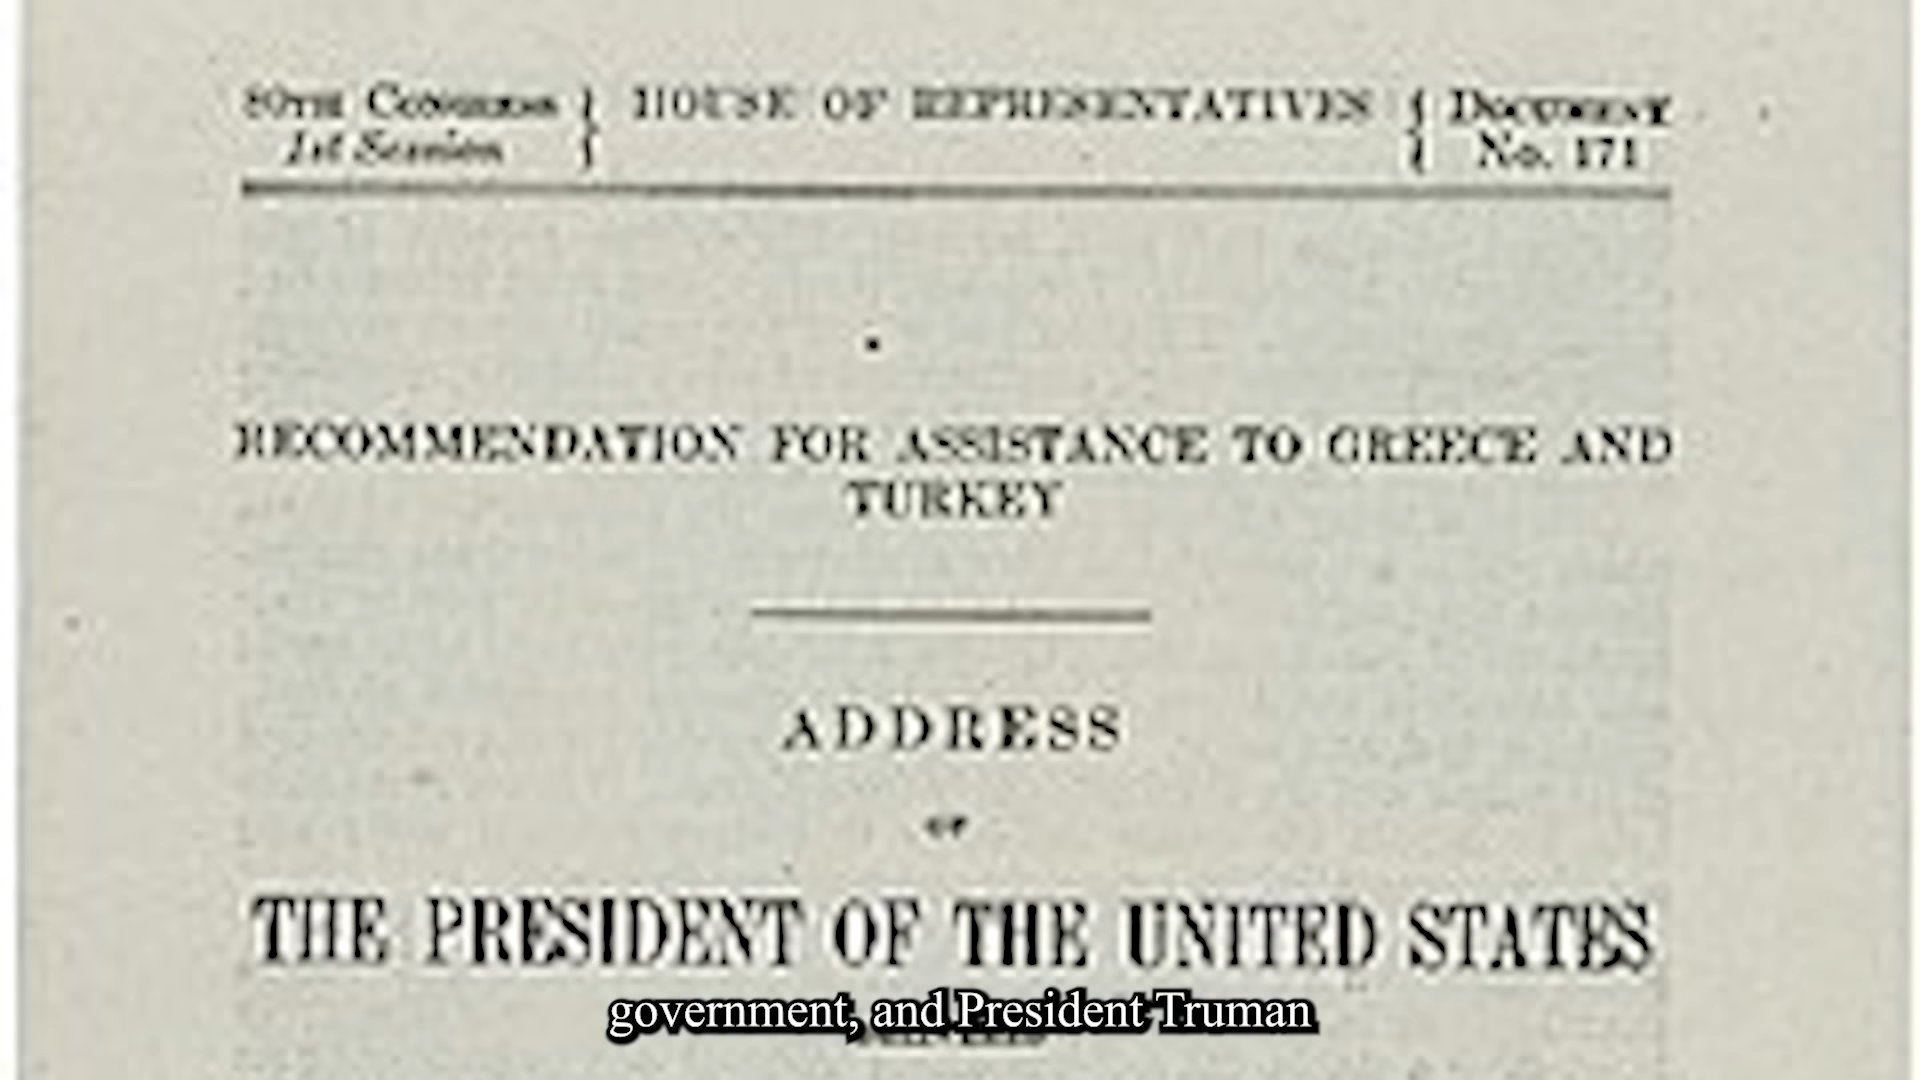 80TH CONGRESS
1st Session
HOUSE OF REPRESENTATIVES
DOCUMENT
No. 171
RECOMMENDATION FOR ASSISTANCE TO GREECE AND
TURKEY
ADDRESS
OF
THE PRESIDENT OF THE UNITED STATES
government, and President Truman